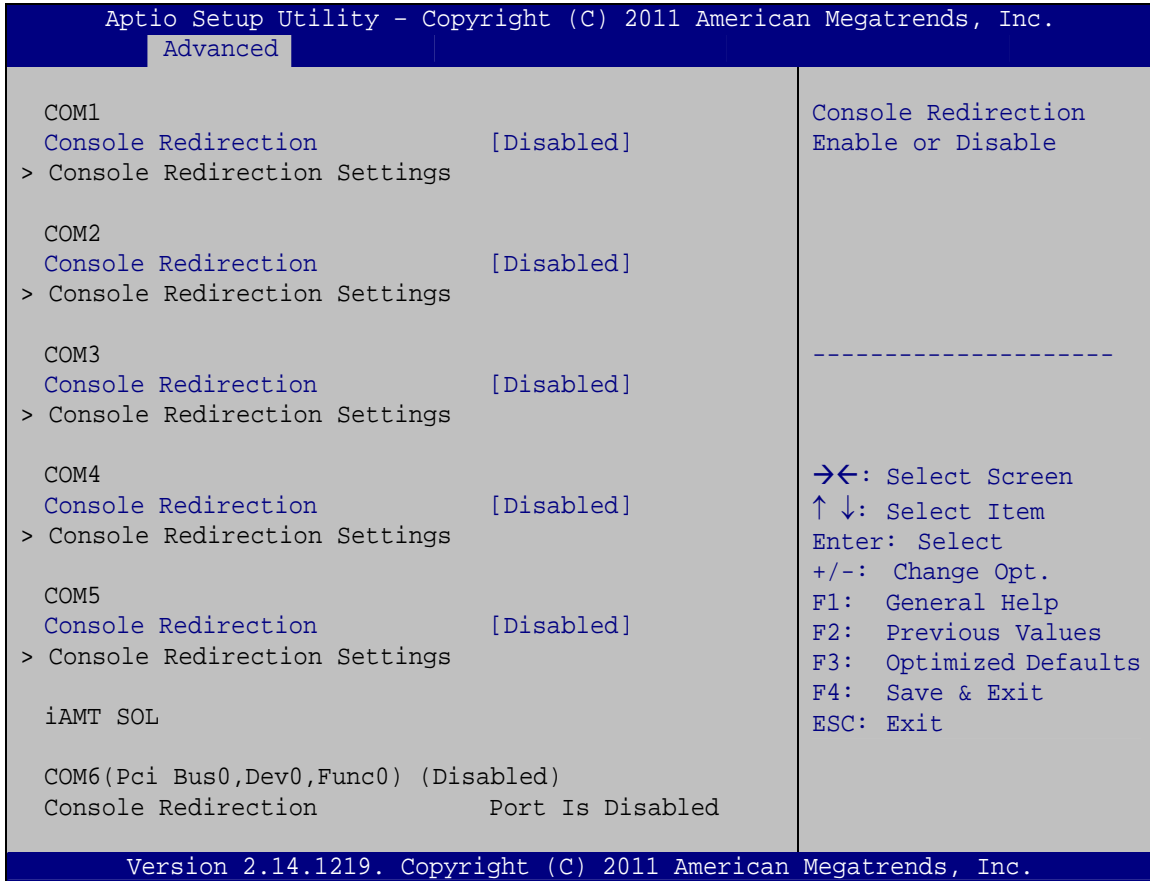 Aptio Setup Utility – Copyright (C) 2011 American Megatrends, Inc.
Advanced
COM1
Console Redirection [Disabled]
> Console Redirection Settings
COM2
Console Redirection [Disabled]
> Console Redirection Settings
COM3
Console Redirection [Disabled]
> Console Redirection Settings
COM4
Console Redirection [Disabled]
> Console Redirection Settings
COM5
Console Redirection [Disabled]
> Console Redirection Settings
iAMT SOL
COM6(Pci Bus0,Dev0,Func0) (Disabled)
Console Redirection Port Is Disabled
Console Redirection
Enable or Disable
---------------------
→←: Select Screen
↑ ↓: Select Item
Enter: Select
+/-: Change Opt.
F1: General Help
F2: Previous Values
F3: Optimized Defaults
F4: Save & Exit
ESC: Exit
Version 2.14.1219. Copyright (C) 2011 American Megatrends, Inc.